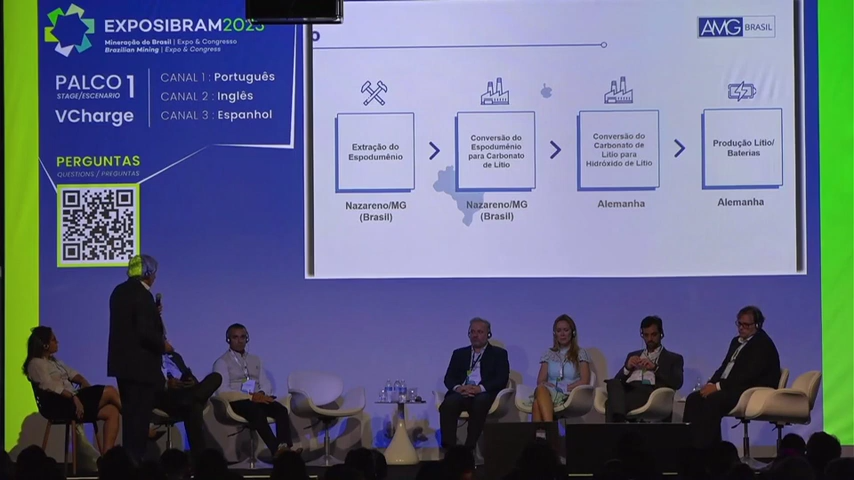 EXPOSIBRAM2023
Mineração do Brasil | Expo & Congresso
Brazilian Mining | Expo & Congress
PALCO 1
STAGE/ESCENARIO
VCharge
CANAL 1 : Português
CANAL 2 : Inglês
CANAL 3 : Espanhol
PERGUNTAS
QUESTIONS / PREGUNTAS
AMG BRASIL
Extração do
Espodumênio
Nazareno/MG
(Brasil)
Conversão do
Espodumênio
para Carbonato
de Lítio
Nazareno/MG
(Brasil)
Conversão do
Carbonato de
Lítio para
Hidróxido de Lítio
Alemanha
Produção Lítio/
Baterias
Alemanha